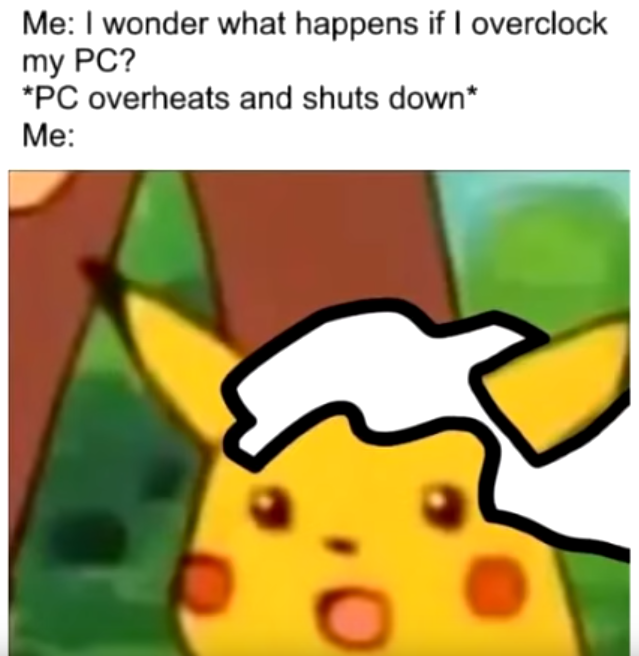 Me: I wonder what happens if I overclock
my PC?
*PC overheats and shuts down*
Me: